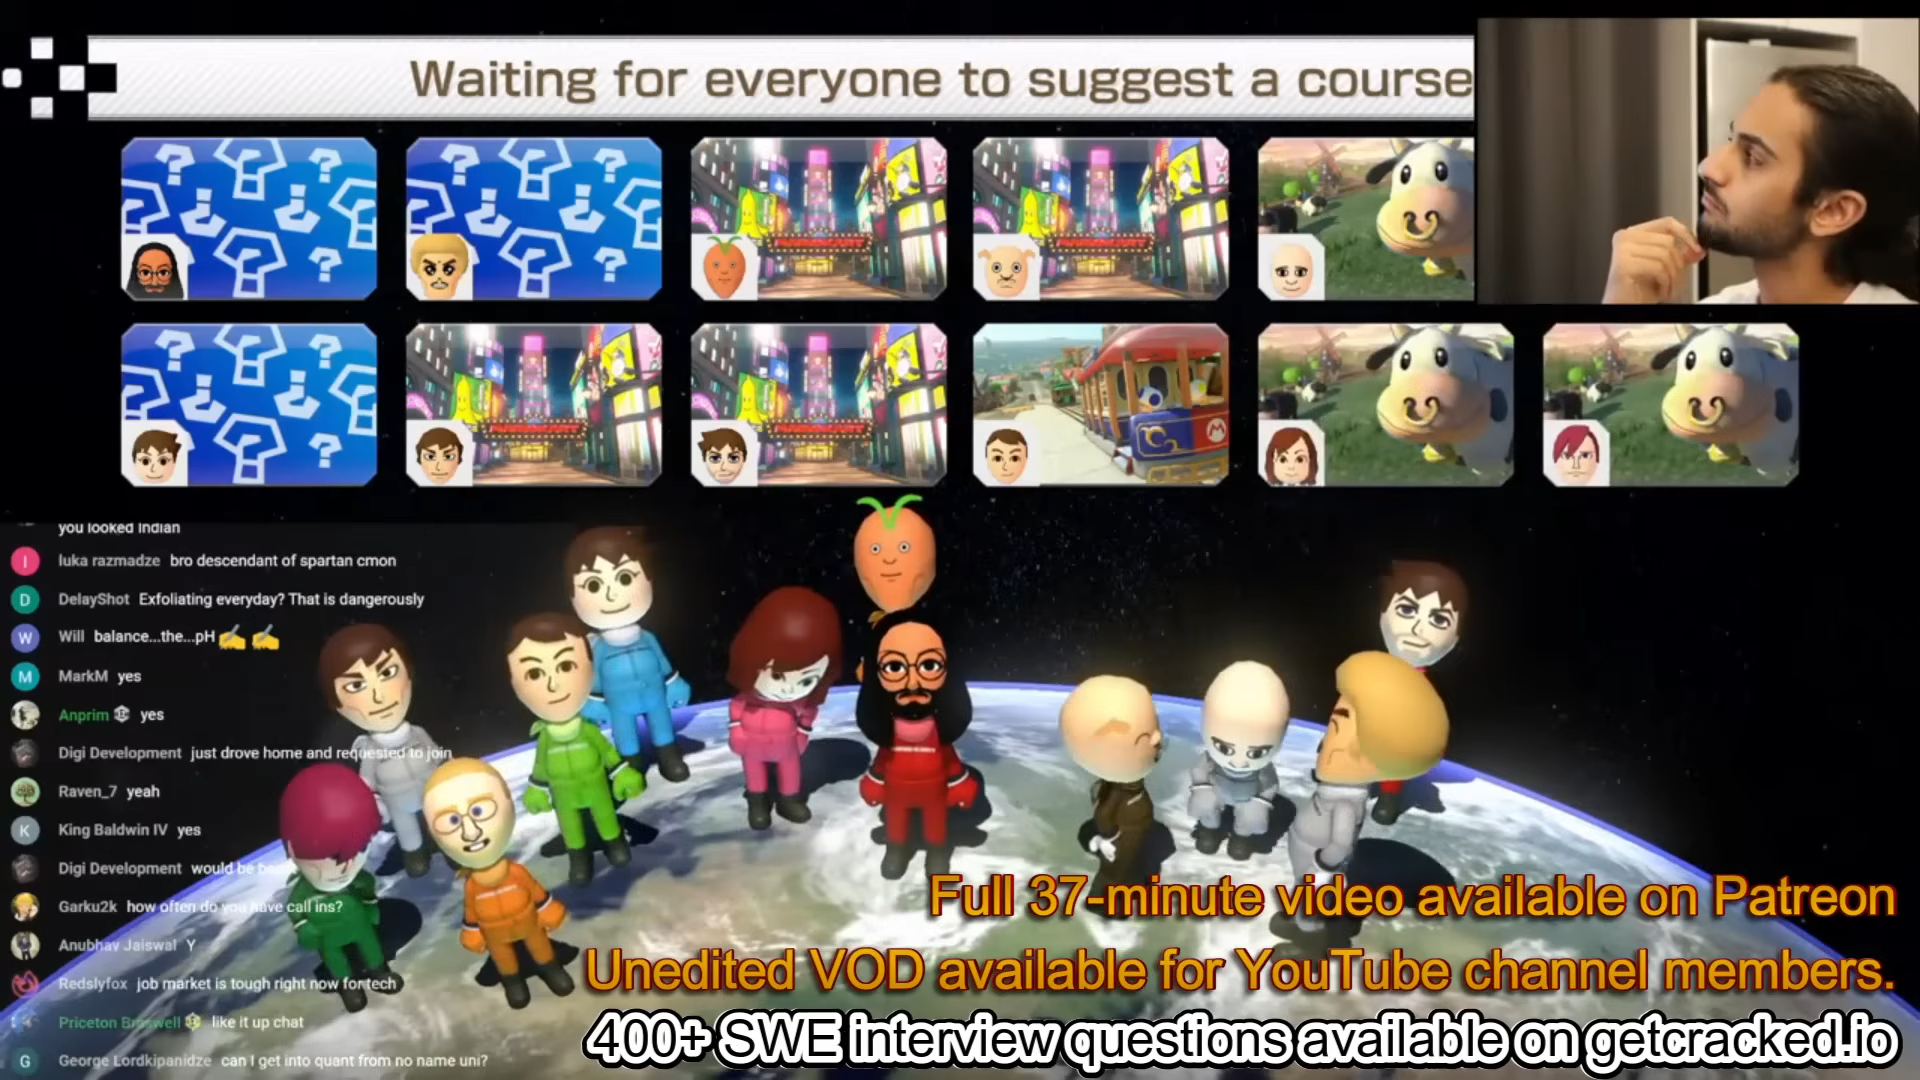 Waiting for everyone to suggest a course
you looked Indian
luka razmadze bro descendant of spartan cmon
DelayShot Exfoliating everyday? That is dangerously
Will balance...the...pH✍️ ✍️
MarkM yes
Anprim yes
Digi Development just drove home and requested to join
Raven_7 yeah
King Baldwin IV yes
Digi Development would be
Garku2k how often do you have call ins?
Anubhav Jaiswal Y
Redslyfox job market is tough right now for tech
Priceton Braswell like it up chat
George Lordkipanidze can I get into quant from no name uni?
Full 37-minute video available on Patreon
Unedited VOD available for YouTube channel members.
400+ SWE interview questions available on getcracked.io